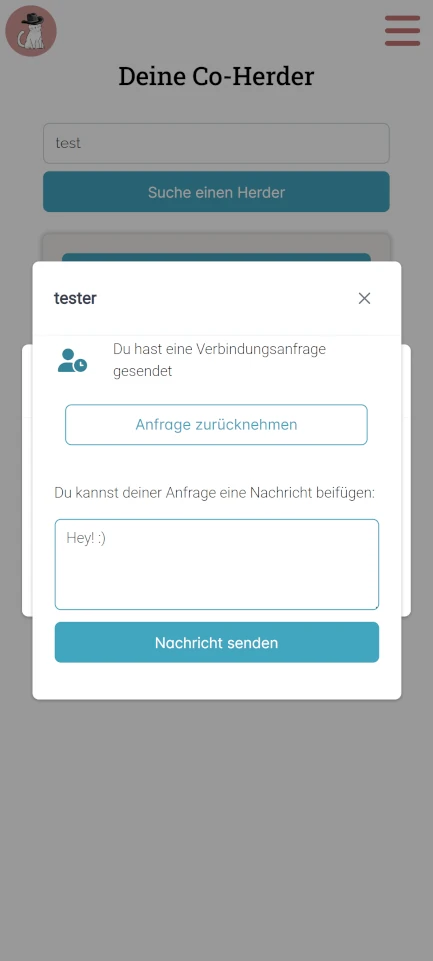 Deine Co-Herder
test
Suche einen Herder
tester
Du hast eine Verbindungsanfrage
gesendet
Anfrage zurücknehmen
Du kannst deiner Anfrage eine Nachricht beifügen:
Hey! :)
Nachricht senden